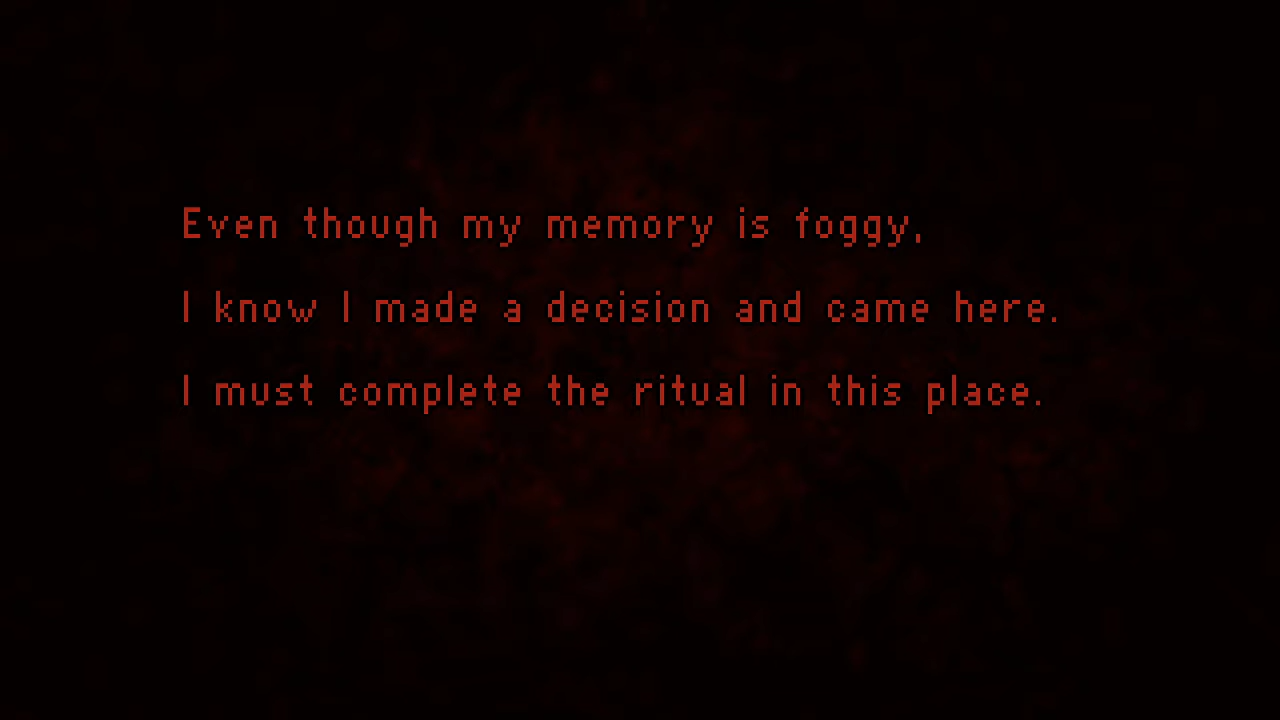 Even though my memory is foggy,
I know I made a decision and came here.
I must complete the ritual in this place.